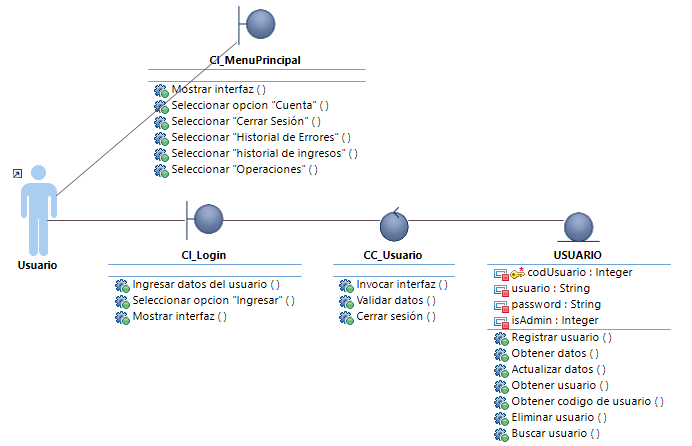 CI_MenuPrincipal
Mostrar interfaz ( )
Seleccionar opcion "Cuenta" ( )
Seleccionar "Cerrar Sesión" ( )
Seleccionar "Historial de Errores" ( )
Seleccionar "historial de ingresos" ( )
Seleccionar "Operaciones" ( )
Usuario
CI_Login
Ingresar datos del usuario ( )
Seleccionar opcion "Ingresar" ( )
Mostrar interfaz ( )
CC_Usuario
Invocar interfaz ( )
Validar datos ( )
Cerrar sesión ( )
USUARIO
codUsuario : Integer
usuario : String
password : String
isAdmin : Integer
Registrar usuario ( )
Obtener datos ( )
Actualizar datos ( )
Obtener usuario ( )
Obtener codigo de usuario ( )
Eliminar usuario ( )
Buscar usuario ( )